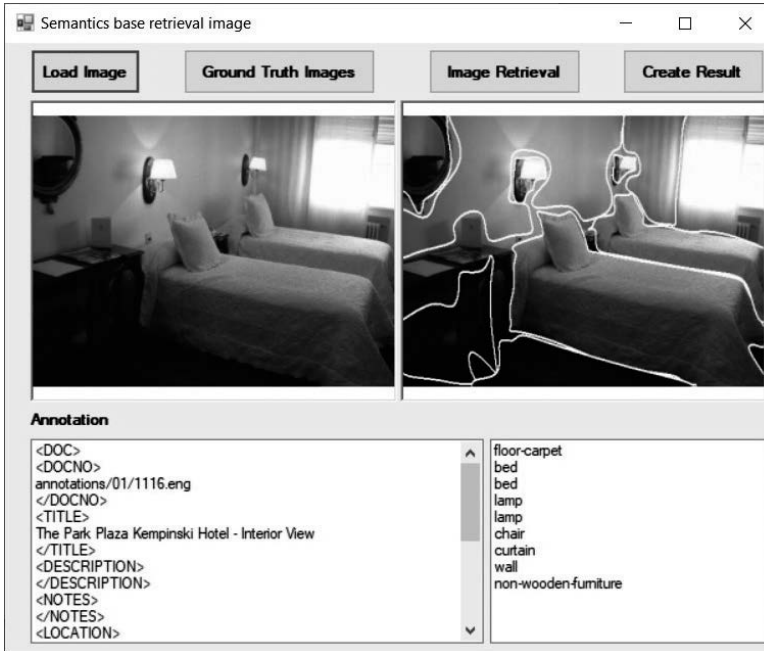 Semantics base retrieval image
Load Image
Ground Truth Images
Image Retrieval
Create Result
Annotation
<DOC>
<DOCNO>
annotations/01/1116.eng
</DOCNO>
<TITLE>
The Park Plaza Kempinski Hotel - Interior View
</TITLE>
<DESCRIPTION>
</DESCRIPTION>
<NOTES>
</NOTES>
<LOCATION>
floor-carpet
bed
bed
lamp
lamp
chair
curtain
wall
non-wooden-furniture